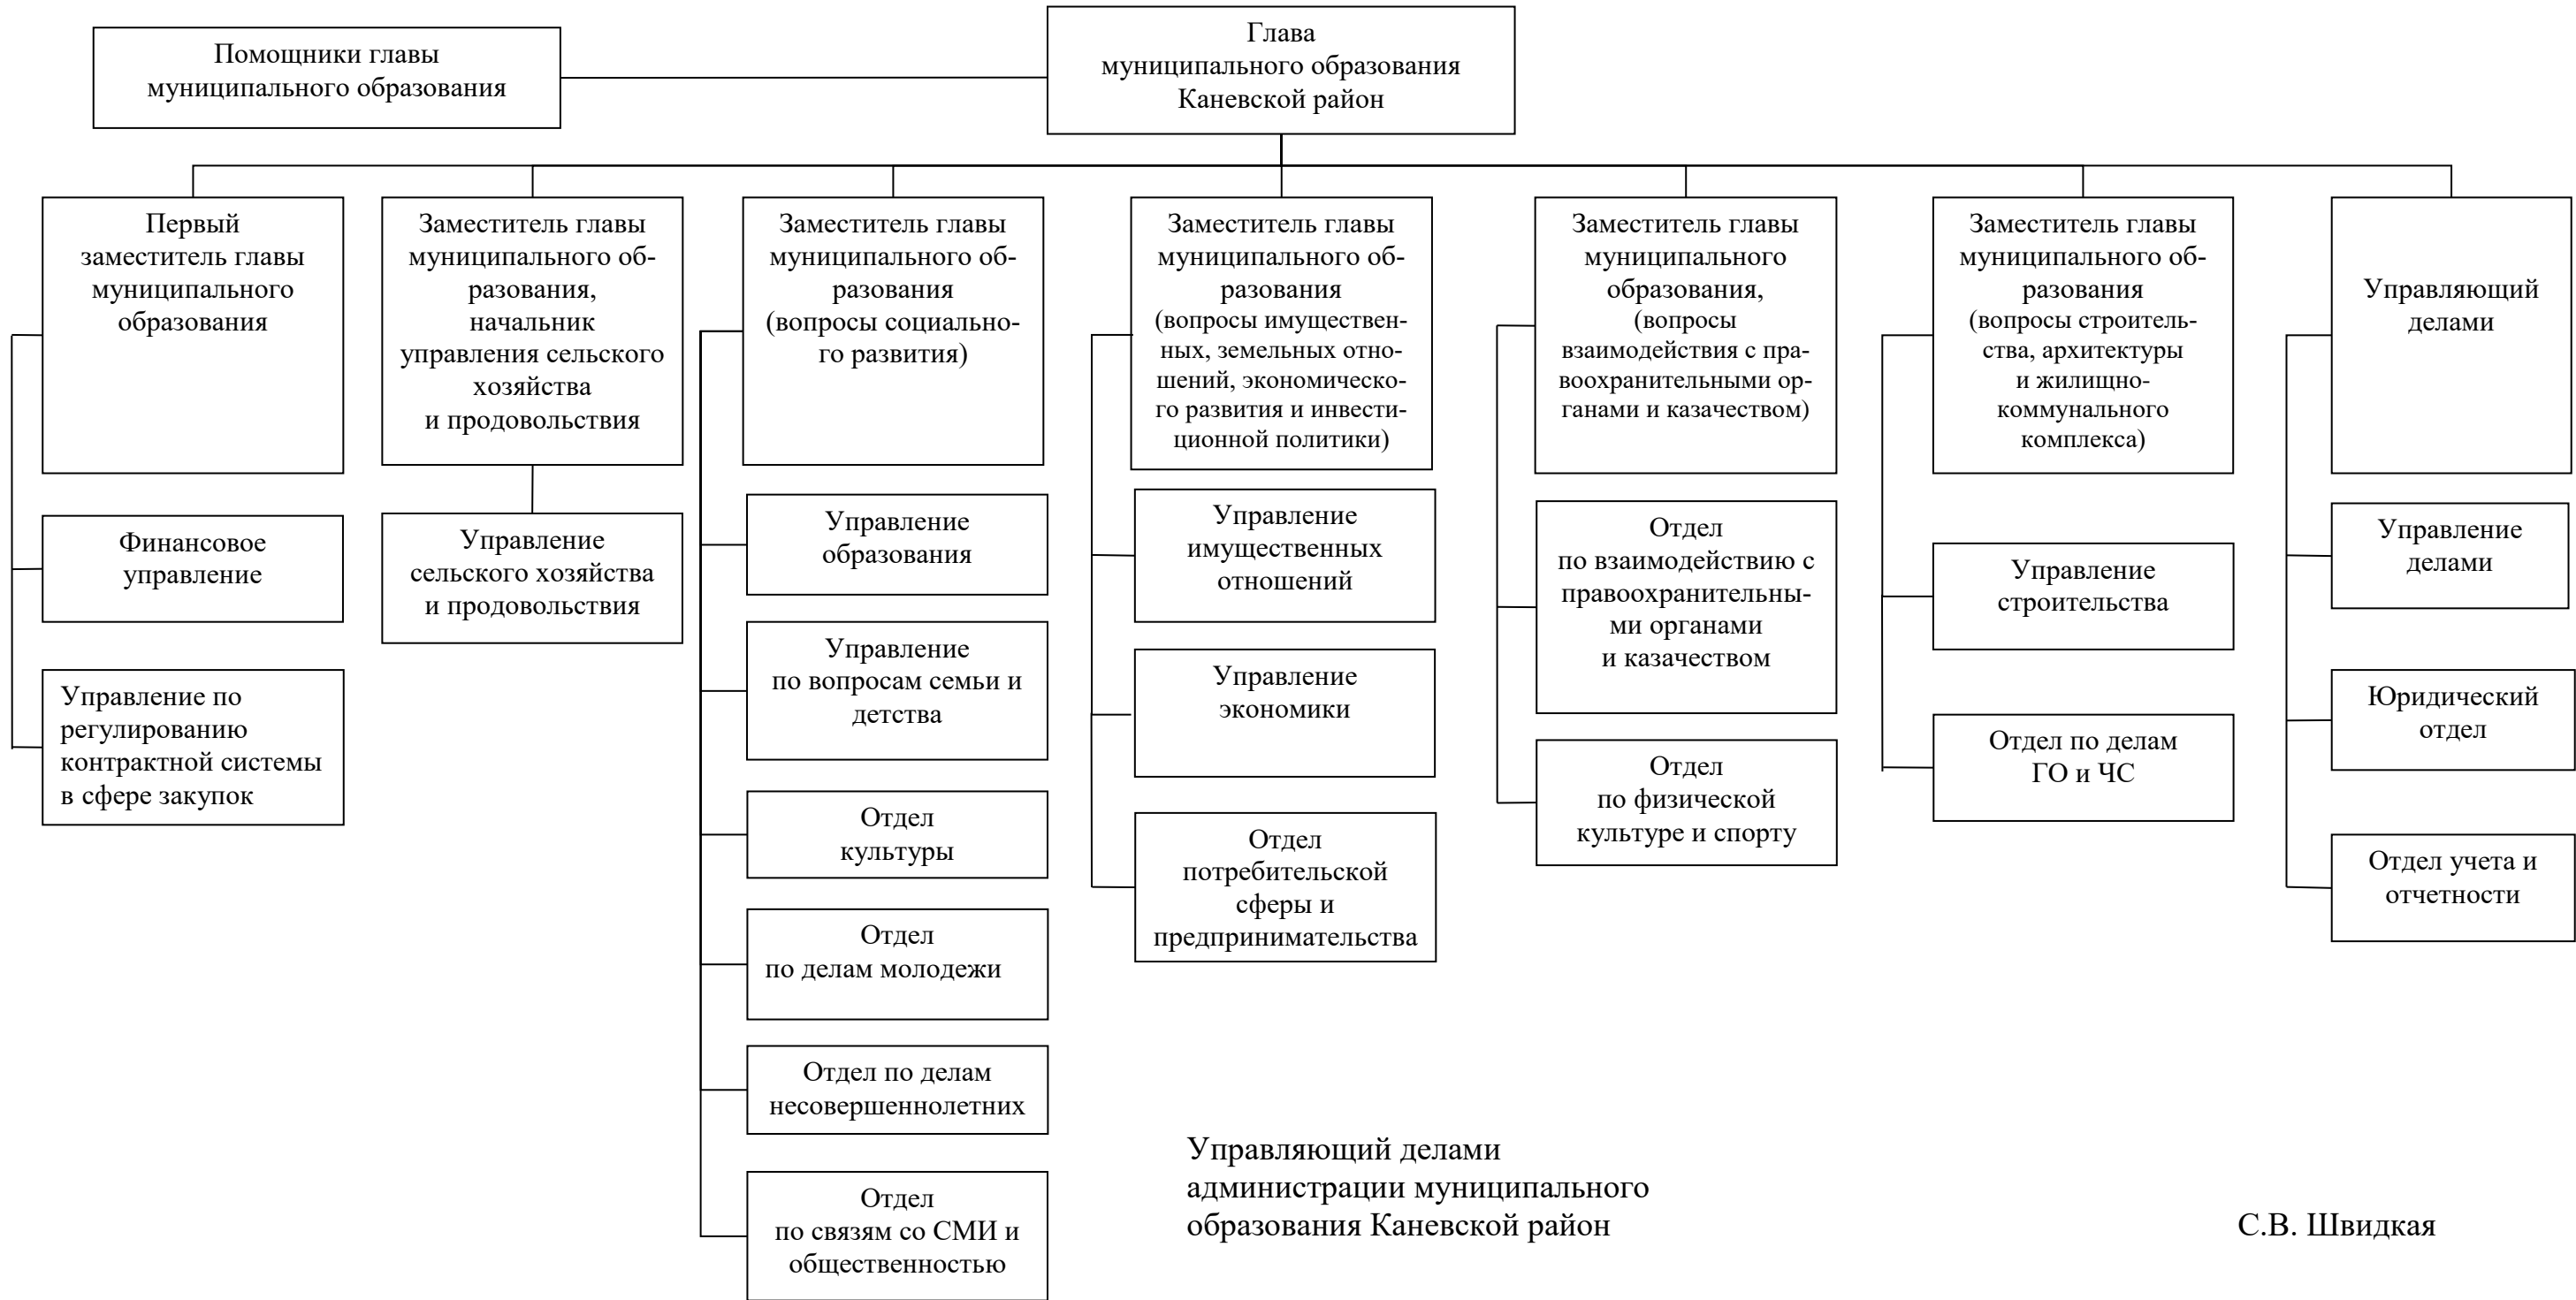 Помощники главы
муниципального образования
Глава
муниципального образования
Каневской район
Первый
заместитель главы
муниципального
образования
Финансовое
управление
Управление по
регулированию
контрактной системы
в сфере закупок
Заместитель главы
муниципального об-
разования,
начальник
управления сельского
хозяйства
и продовольствия
Управление
сельского хозяйства
и продовольствия
Заместитель главы
муниципального об-
разования
(вопросы социально-
го развития)
Управление
образования
Управление
по вопросам семьи и
детства
Отдел
культуры
Отдел
по делам молодежи
Отдел по делам
несовершеннолетних
Отдел
по связям со СМИ и
общественностью
Заместитель главы
муниципального об-
разования
(вопросы имуществен-
ных, земельных отно-
шений, экономическо-
го развития и инвести-
ционной политики)
Управление
имущественных
отношений
Управление
экономики
Отдел
потребительской
сферы и
предпринимательства
Заместитель главы
муниципального
образования,
(вопросы
взаимодействия с пра-
воохранительными ор-
ганами и казачеством)
Отдел
по взаимодействию с
правоохранительны-
ми органами
и казачеством
Отдел
по физической
культуре и спорту
Заместитель главы
муниципального об-
разования
(вопросы строитель-
ства, архитектуры
и жилищно-
коммунального
комплекса)
Управление
строительства
Отдел по делам
ГО и ЧС
Управляющий
делами
Управление
делами
Юридический
отдел
Отдел учета и
отчетности
Управляющий делами
администрации муниципального
образования Каневской район
С.В. Швидкая